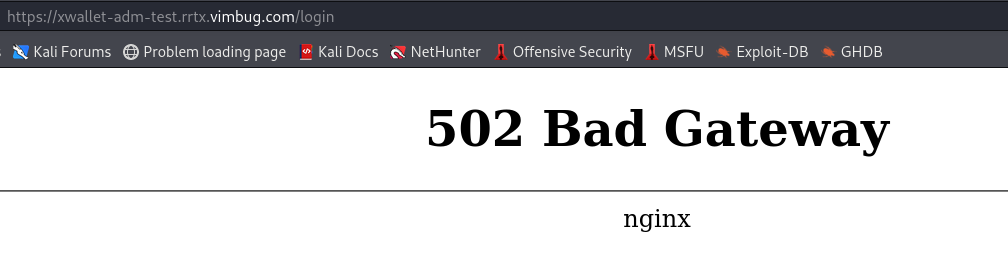 https://xwallet-adm-test.rrtx.vimbug.com/login
Kali Forums Problem loading page Kali Docs NetHunter Offensive Security MSFU Exploit-DB GHDB
502 Bad Gateway
nginx